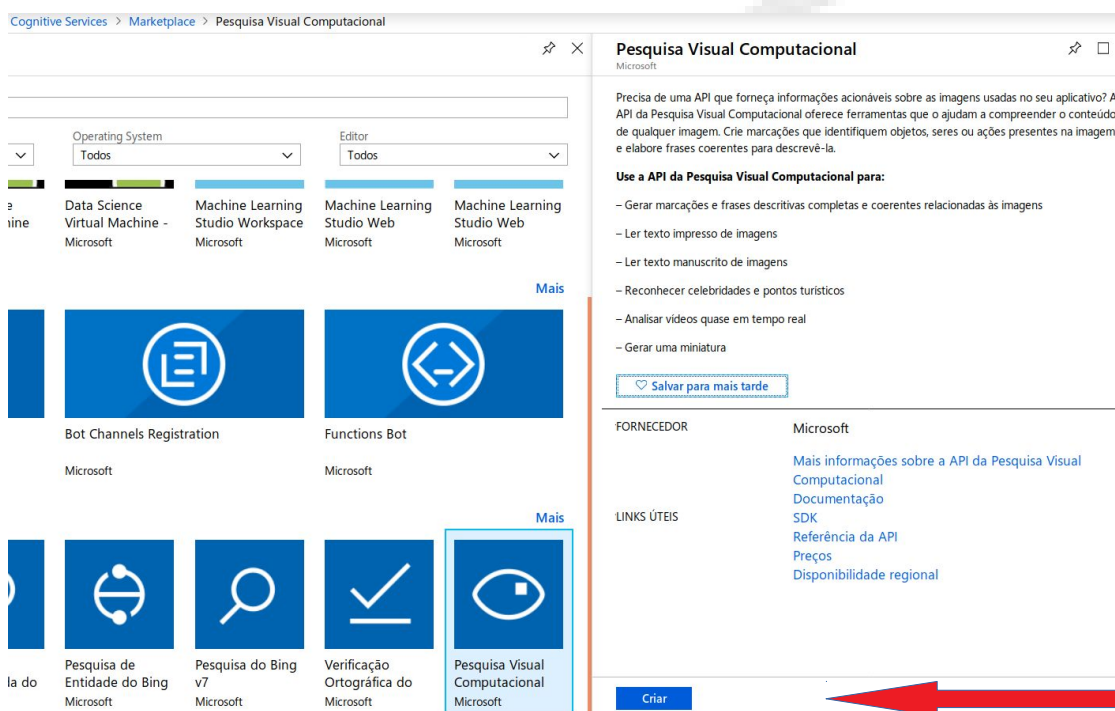 Cognitive Services > Marketplace > Pesquisa Visual Computacional
Operating System
Editor
Todos
Todos
Data Science
Virtual Machine -
Microsoft
Machine Learning
Studio Workspace
Microsoft
Machine Learning
Studio Web
Microsoft
Machine Learning
Studio Web
Microsoft
Mais
Bot Channels Registration
Microsoft
Functions Bot
Microsoft
Mais
Pesquisa de
Entidade do Bing
Microsoft
Pesquisa do Bing
v7
Microsoft
Verificação
Ortográfica do
Microsoft
Pesquisa Visual
Computacional
Microsoft
Pesquisa Visual Computacional
Microsoft
Precisa de uma API que forneça informações acionáveis sobre as imagens usadas no seu aplicativo? A
API da Pesquisa Visual Computacional oferece ferramentas que o ajudam a compreender o conteúdo
de qualquer imagem. Crie marcações que identifiquem objetos, seres ou ações presentes na imagem
e elabore frases coerentes para descrevê-la.
Use a API da Pesquisa Visual Computacional para:
– Gerar marcações e frases descritivas completas e coerentes relacionadas às imagens
– Ler texto impresso de imagens
– Ler texto manuscrito de imagens
– Reconhecer celebridades e pontos turísticos
– Analisar vídeos quase em tempo real
– Gerar uma miniatura
Salvar para mais tarde
FORNECEDOR
Microsoft
LINKS ÚTEIS
Mais informações sobre a API da Pesquisa Visual
Computacional
Documentação
SDK
Referência da API
Preços
Disponibilidade regional
Criar